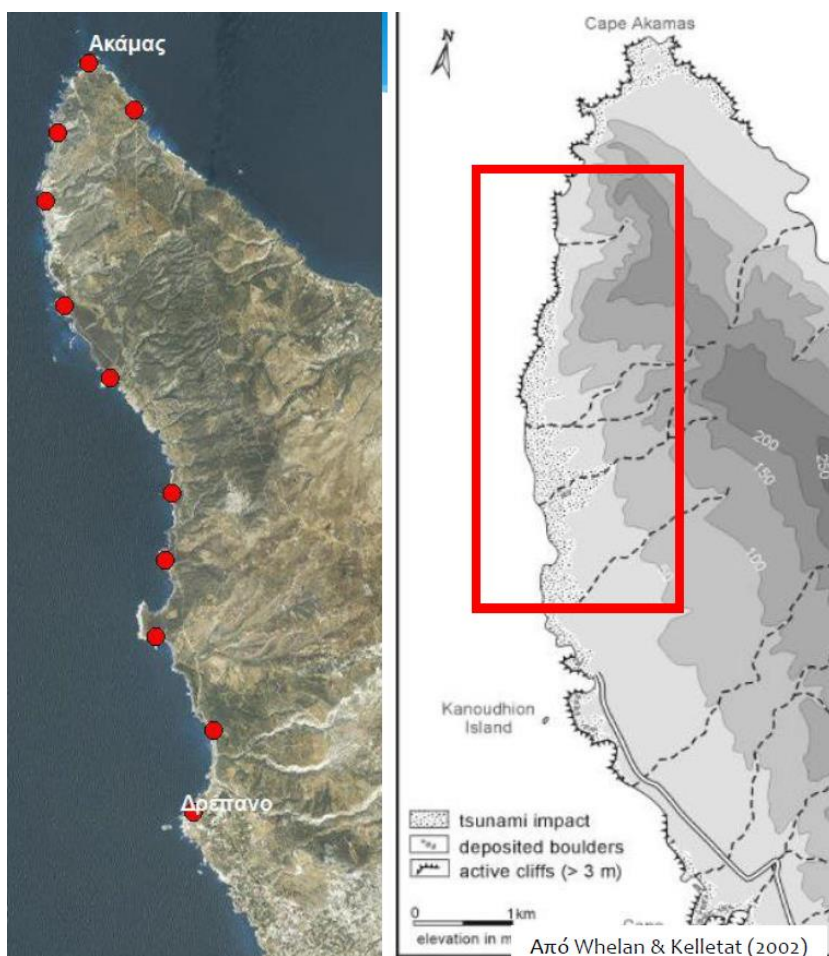 Ακάμας
Δρεπανο
Cape Akamas
N
200
150
250
100
50
Kanoudhion
Island
tsunami impact
deposited boulders
active cliffs (> 3 m)
0 1km
elevation in m
Από Whelan & Kelletat (2002)